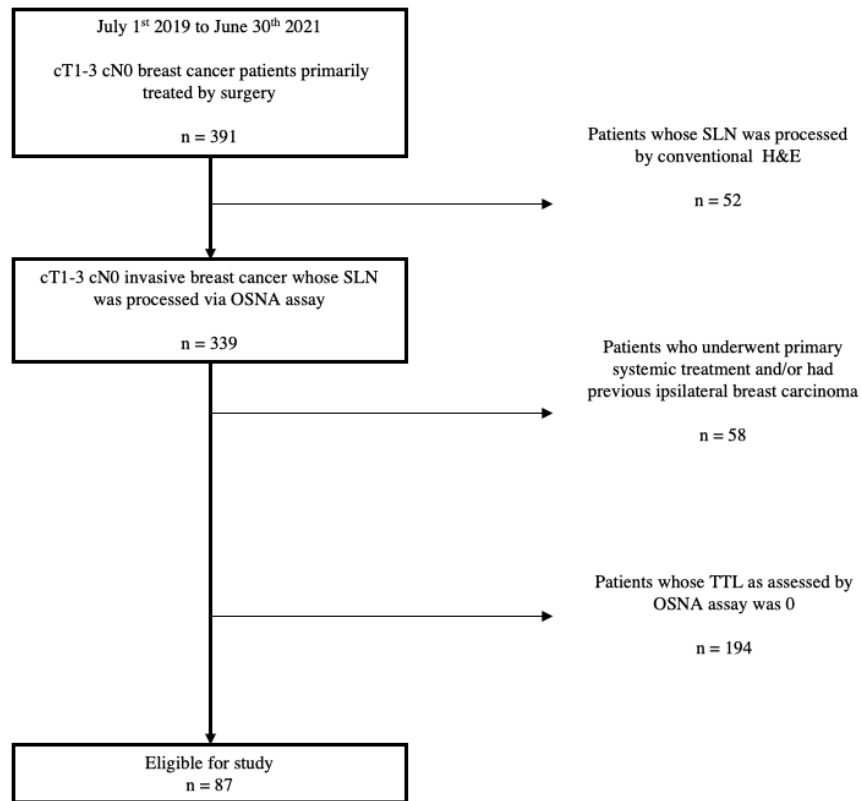 July 1st 2019 to June 30th 2021
cT1-3 cN0 breast cancer patients primarily
treated by surgery
n = 391
Patients whose SLN was processed
by conventional H&E
n = 52
cT1-3 cN0 invasive breast cancer whose SLN
was processed via OSNA assay
n = 339
Patients who underwent primary
systemic treatment and/or had
previous ipsilateral breast carcinoma
n = 58
Patients whose TTL as assessed by
OSNA assay was 0
n = 194
Eligible for study
n = 87